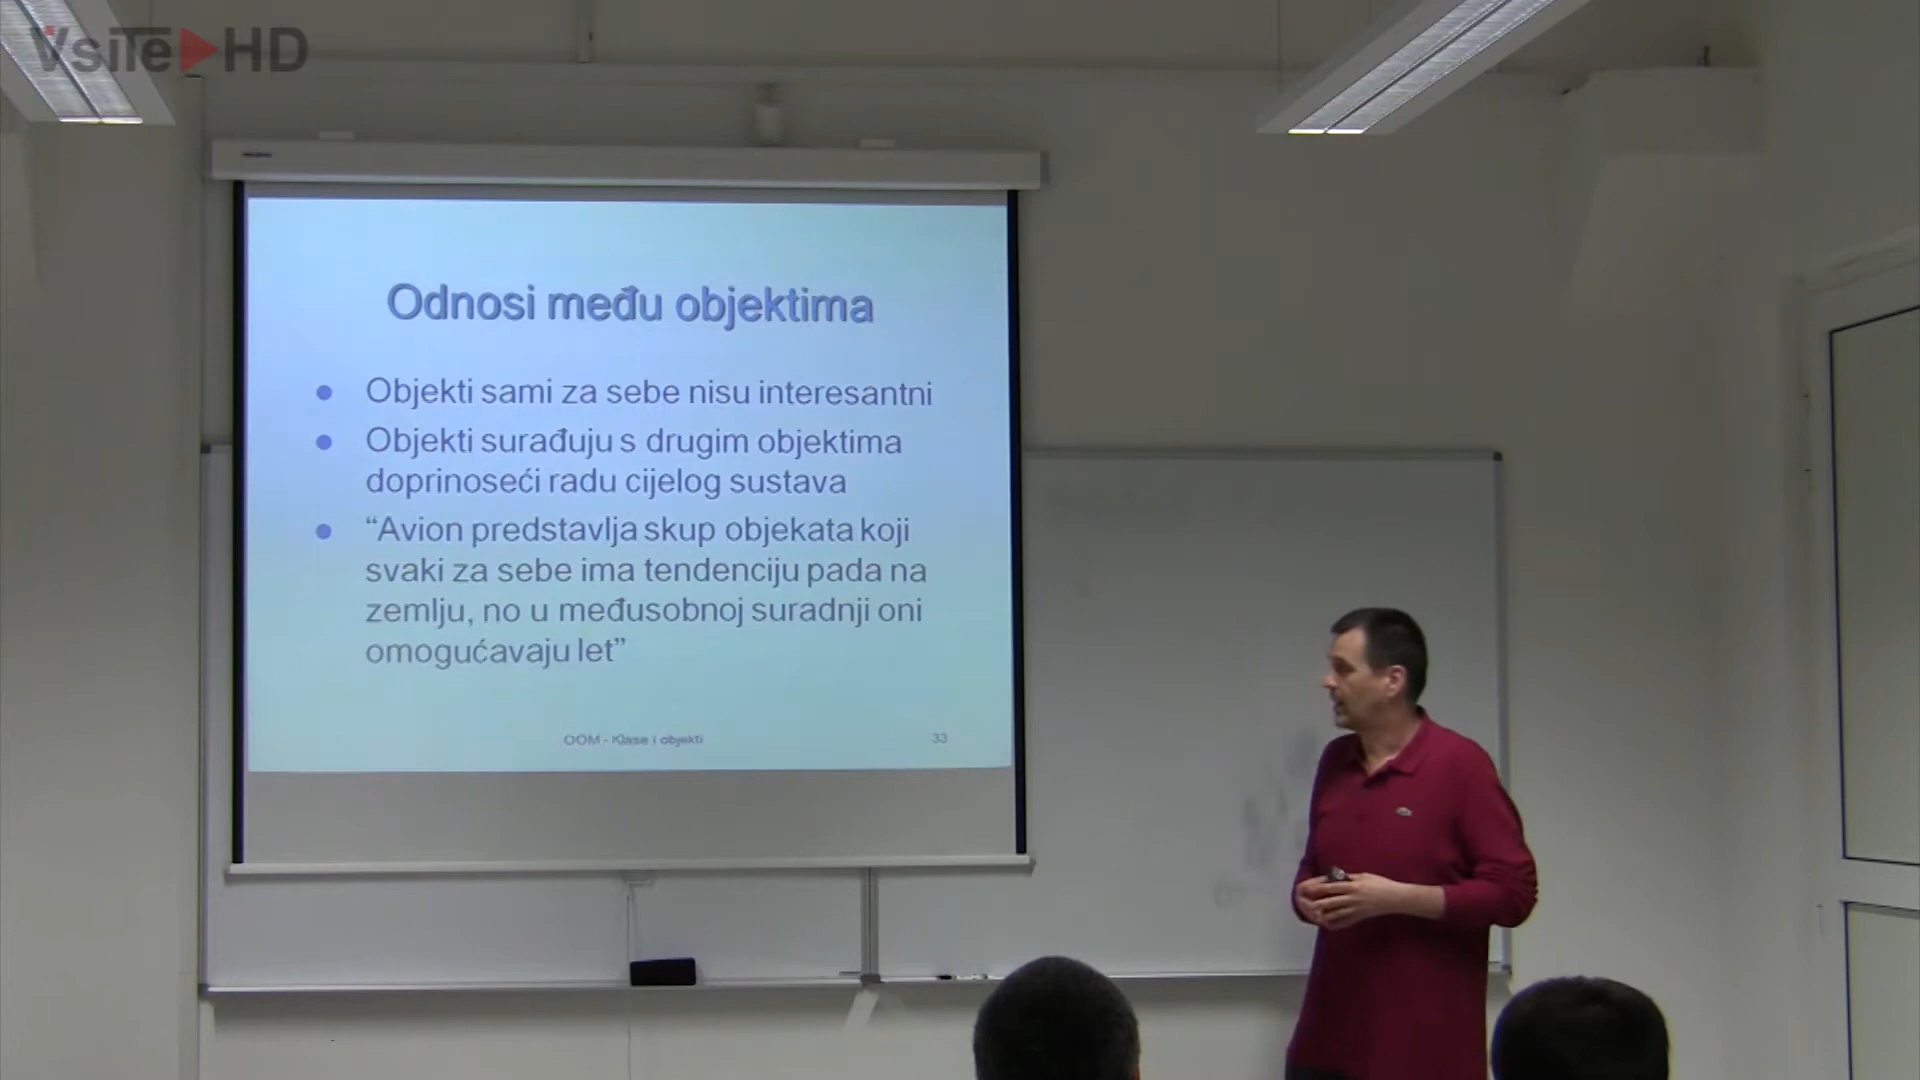 VsiTe HD
Odnosi među objektima
Objekti sami za sebe nisu interesantni
Objekti surađuju s drugim objektima
doprinoseći radu cijelog sustava
“Avion predstavlja skup objekata koji
svaki za sebe ima tendenciju pada na
zemlju, no u međusobnoj suradnji oni
omogućavaju let”
OOM - Klase i objekti
33